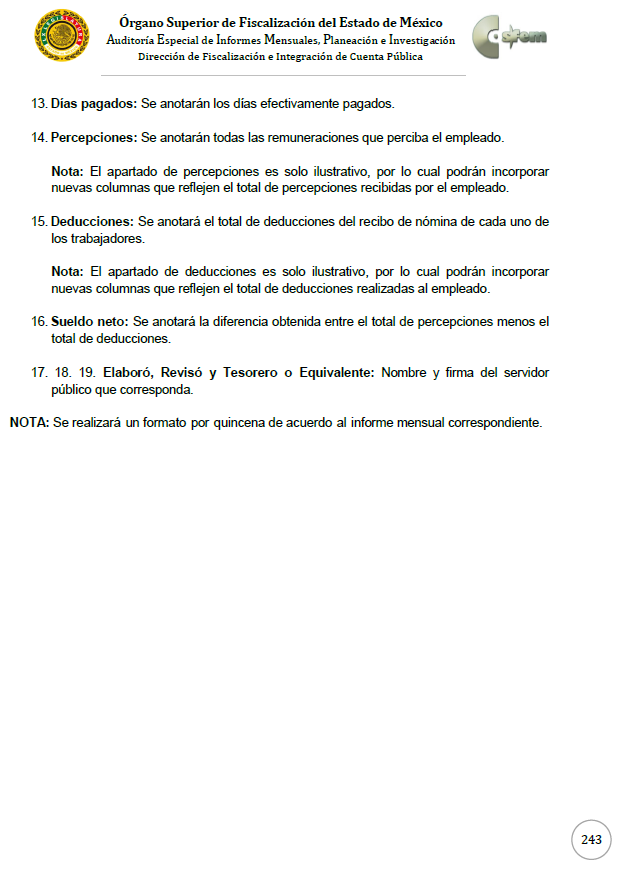 Órgano Superior de Fiscalización del Estado de México
Auditoría Especial de Informes Mensuales, Planeación e Investigación
Dirección de Fiscalización e Integración de Cuenta Pública
osfem
13. Días pagados: Se anotarán los días efectivamente pagados.
14. Percepciones: Se anotarán todas las remuneraciones que perciba el empleado.
Nota: El apartado de percepciones es solo ilustrativo, por lo cual podrán incorporar
nuevas columnas que reflejen el total de percepciones recibidas por el empleado.
15. Deducciones: Se anotará el total de deducciones del recibo de nómina de cada uno de
los trabajadores.
Nota: El apartado de deducciones es solo ilustrativo, por lo cual podrán incorporar
nuevas columnas que reflejen el total de deducciones realizadas al empleado.
16. Sueldo neto: Se anotará la diferencia obtenida entre el total de percepciones menos el
total de deducciones.
17. 18. 19. Elaboró, Revisó y Tesorero o Equivalente: Nombre y firma del servidor
público que corresponda.
NOTA: Se realizará un formato por quincena de acuerdo al informe mensual correspondiente.
243